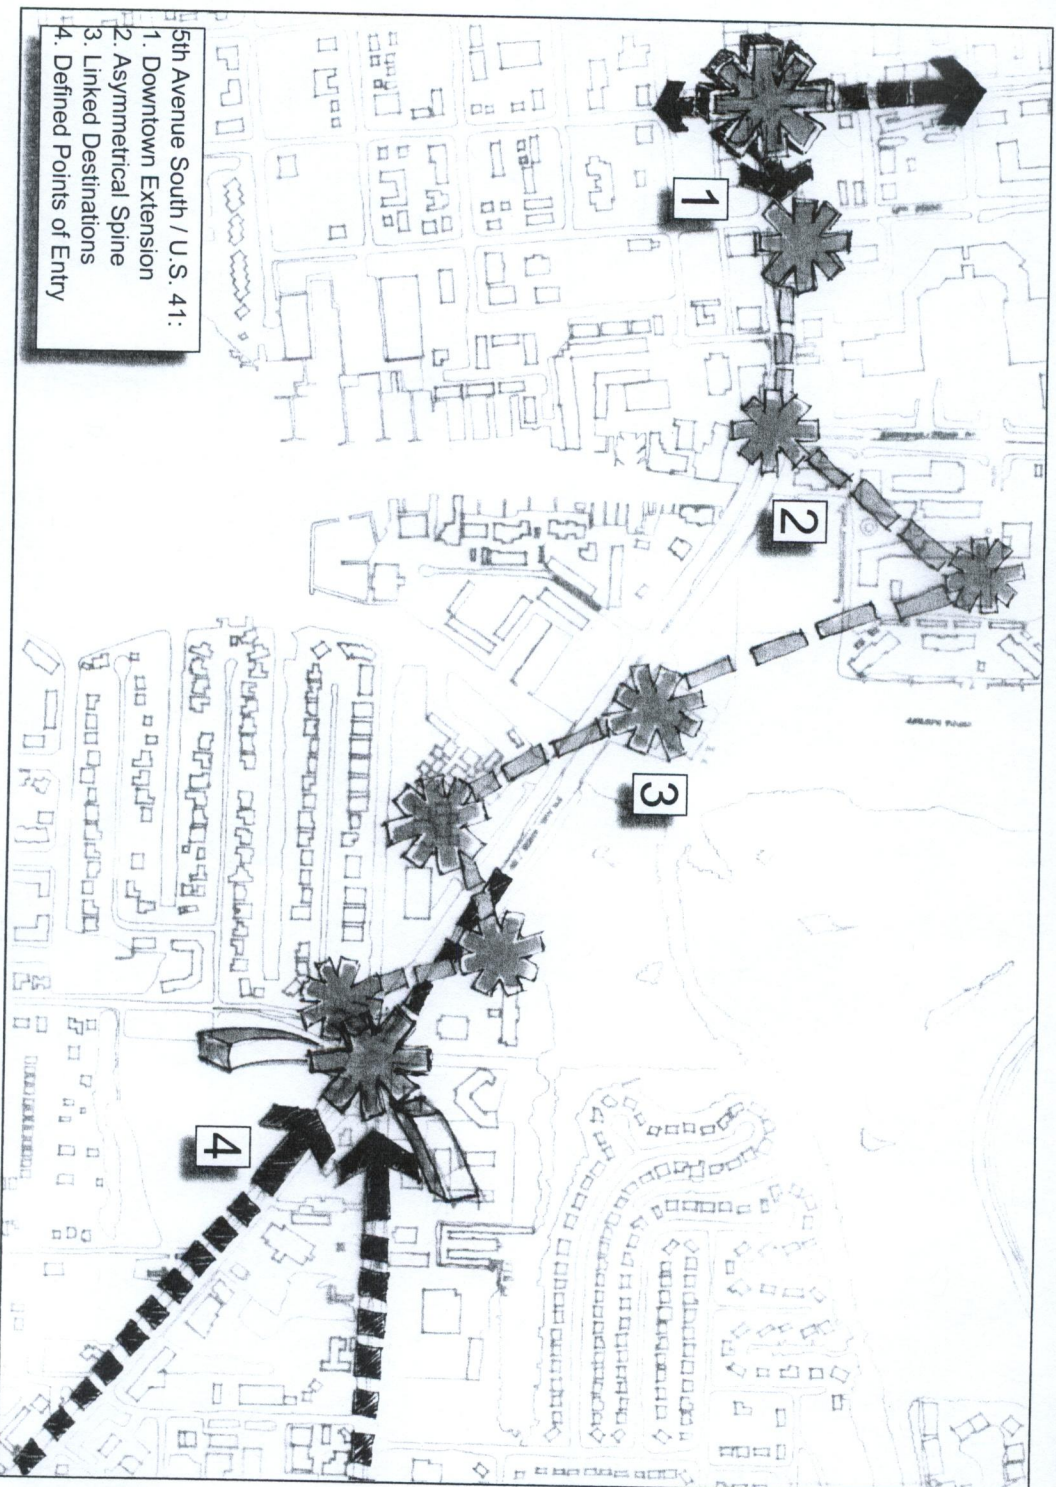 5th Avenue South / U.S. 41:
1. Downtown Extension
2. Asymmetrical Spine
3. Linked Destinations
4. Defined Points of Entry
1
2
3
4